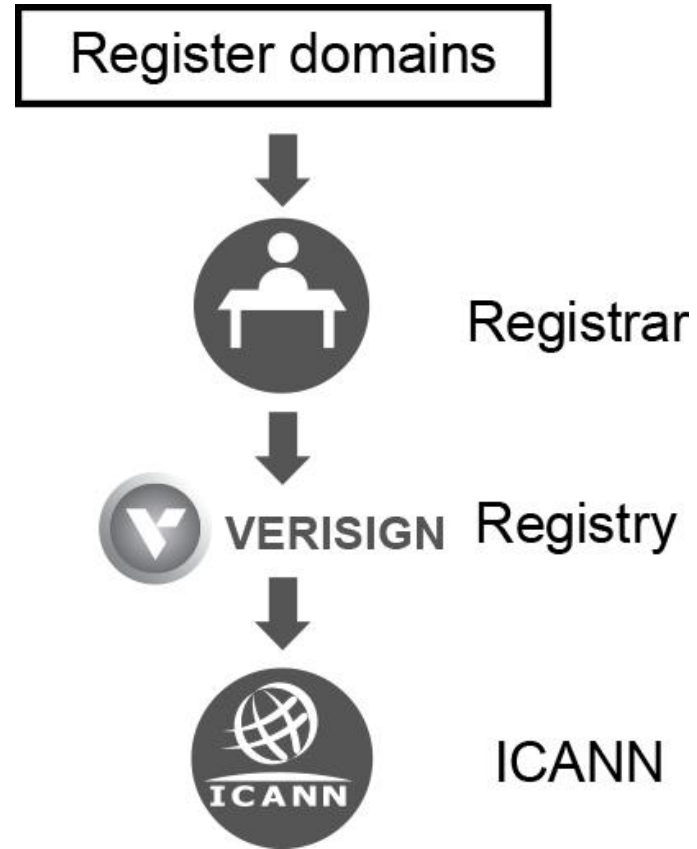 Register domains
Registrar
VERISIGN
Registry
ICANN
ICANN